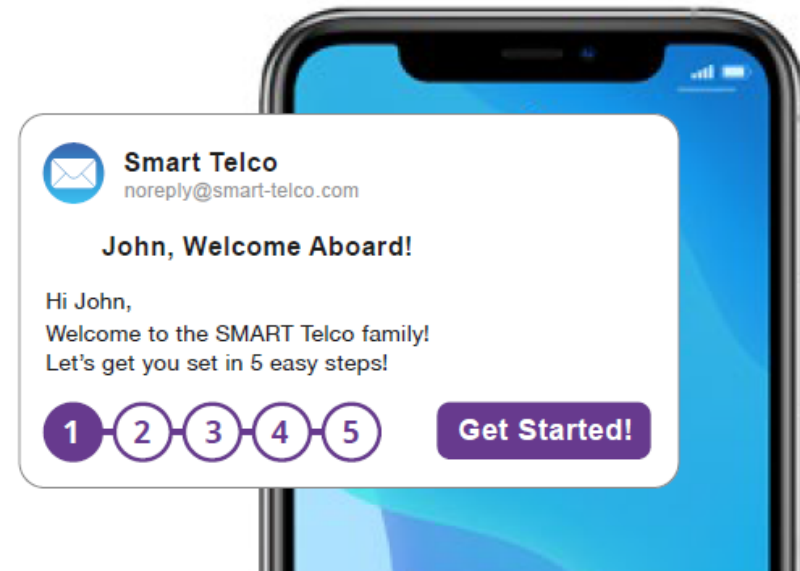 Smart Telco
noreply@smart-telco.com
John, Welcome Aboard!
Hi John,
Welcome to the SMART Telco family!
Let's get you set in 5 easy steps!
1 2 3 4 5 Get Started!